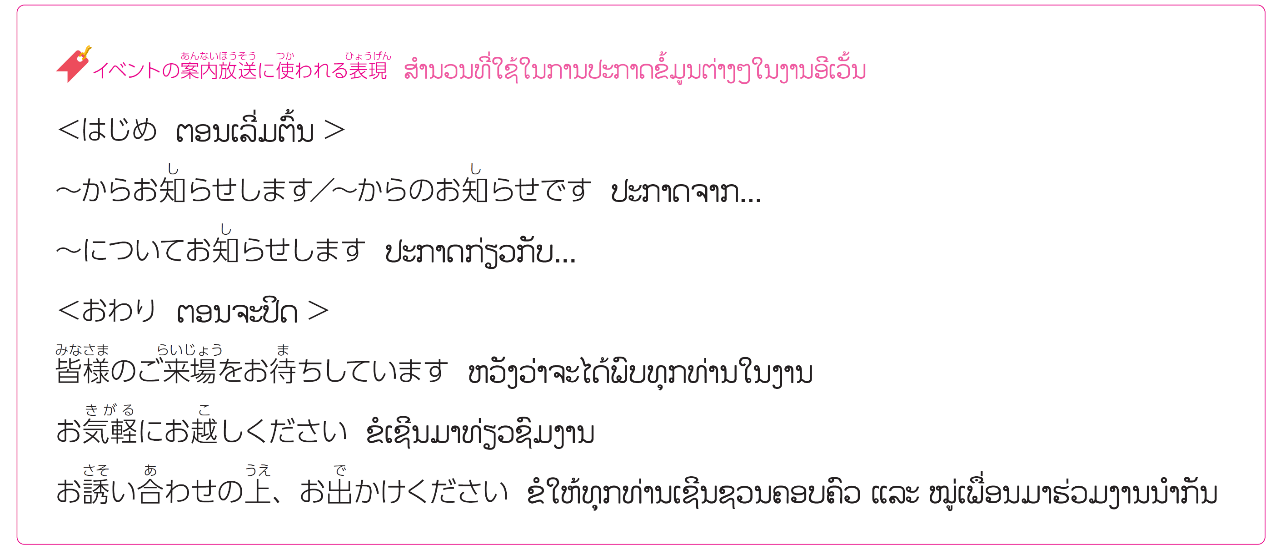 イベントの案内放送に使われる表現 ສຳນວນທີ່ໃຊ້ໃນການປະກາດຂໍ້ມູນຕ່າງໆໃນງານອີເວັ້ນ
＜はじめ ຕອນເລີ່ມຕົ້ນ＞
～からお知らせします／～からのお知らせです ປະກາດຈາກ...
～についてお知らせします ປະກາດກ່ຽວກັບ...
＜おわり ຕອນຈະປິດ＞
皆様のご来場をお待ちしています ຫວັງວ່າຈະໄດ້ພົບທຸກທ່ານໃນງານ
お気軽にお越しください ຂໍເຊີນມາທ່ຽວຊົມງານ
お誘い合わせの上、お出かけください ຂໍໃຫ້ທຸກທ່ານເຊີນຊວນຄອບຄົວ ແລະ ໝູ່ເພື່ອນມາຮ່ວມງານນຳກັນ